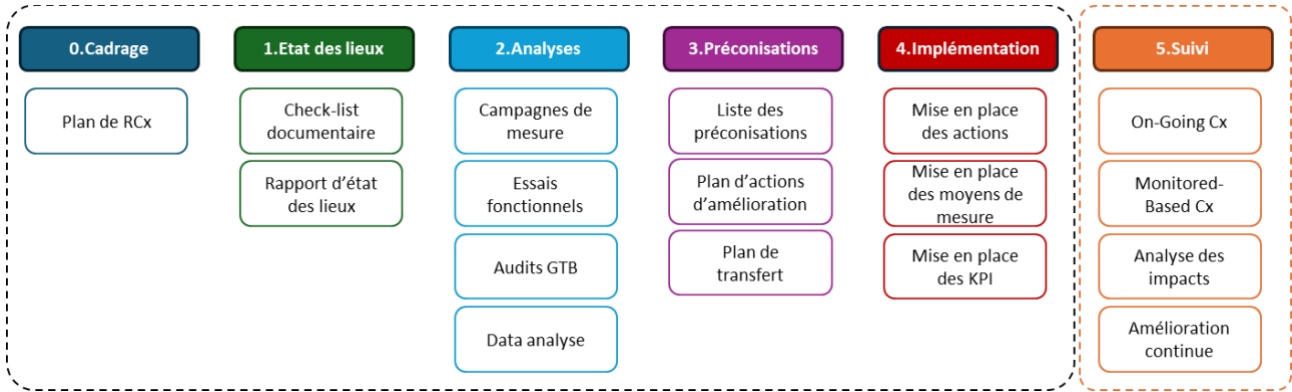 0.Cadrage
Plan de RCx
1.Etat des lieux
Check-list
documentaire
Rapport d’état
des lieux
2.Analyses
Campagnes de
mesure
Essais
fonctionnels
Audits GTB
Data analyse
3.Préconisations
Liste des
préconisations
Plan d’actions
d’amélioration
Plan de
transfert
4.Implémentation
Mise en place
des actions
Mise en place
des moyens de
mesure
Mise en place
des KPI
5.Suivi
On-Going Cx
Monitored-
Based Cx
Analyse des
impacts
Amélioration
continue